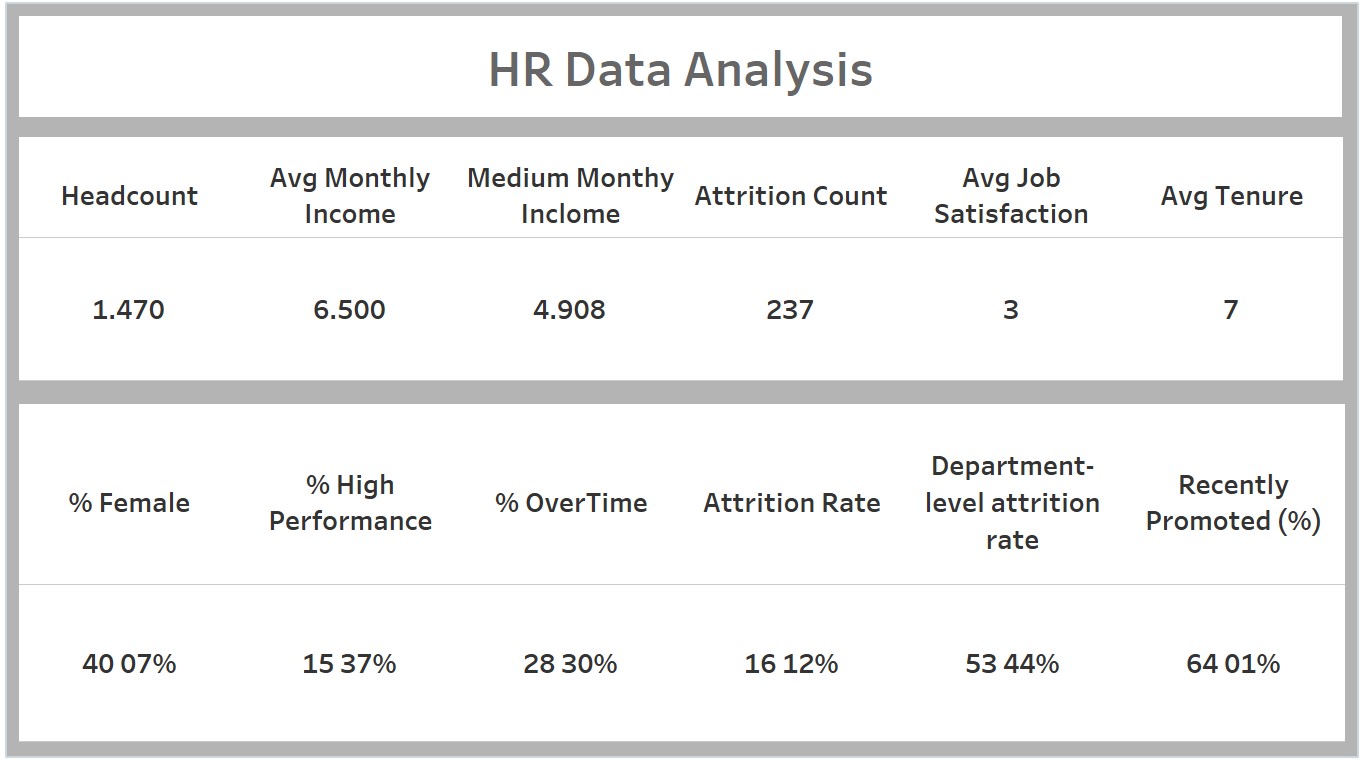 HR Data Analysis
Headcount
Avg Monthly
Income
Medium Monthy
Inclome
Attrition Count
Avg Job
Satisfaction
Avg Tenure
1.470
6.500
4.908
237
3
7
% Female
% High
Performance
% OverTime
Attrition Rate
Department-
level attrition
rate
Recently
Promoted (%)
40 07%
15 37%
28 30%
16 12%
53 44%
64 01%